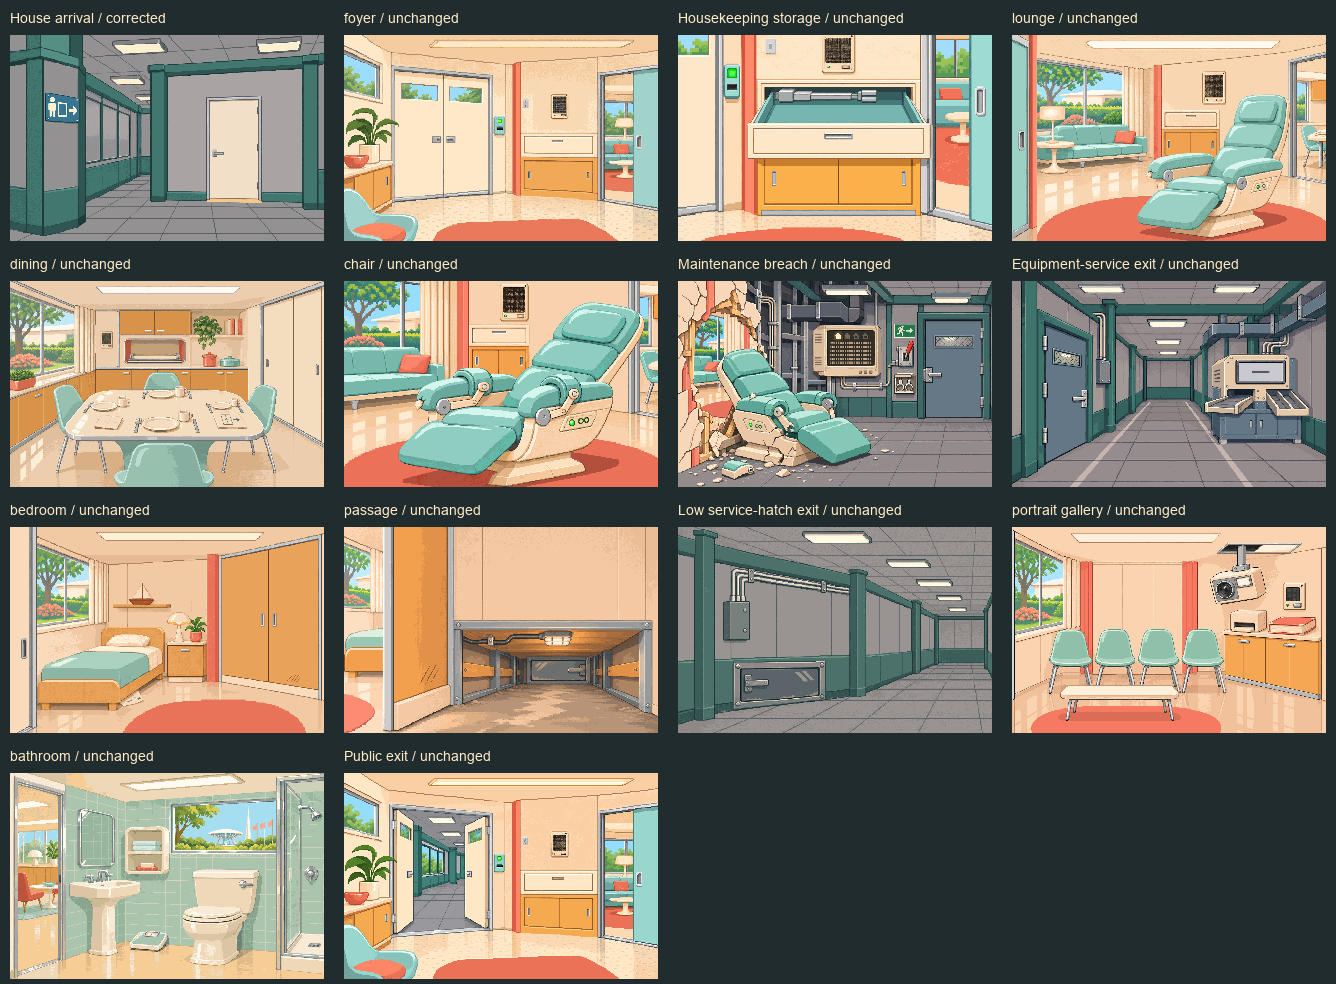 House arrival / corrected
foyer / unchanged
Housekeeping storage / unchanged
lounge / unchanged
dining / unchanged
chair / unchanged
Maintenance breach / unchanged
Equipment-service exit / unchanged
bedroom / unchanged
passage / unchanged
Low service-hatch exit / unchanged
portrait gallery / unchanged
bathroom / unchanged
Public exit / unchanged